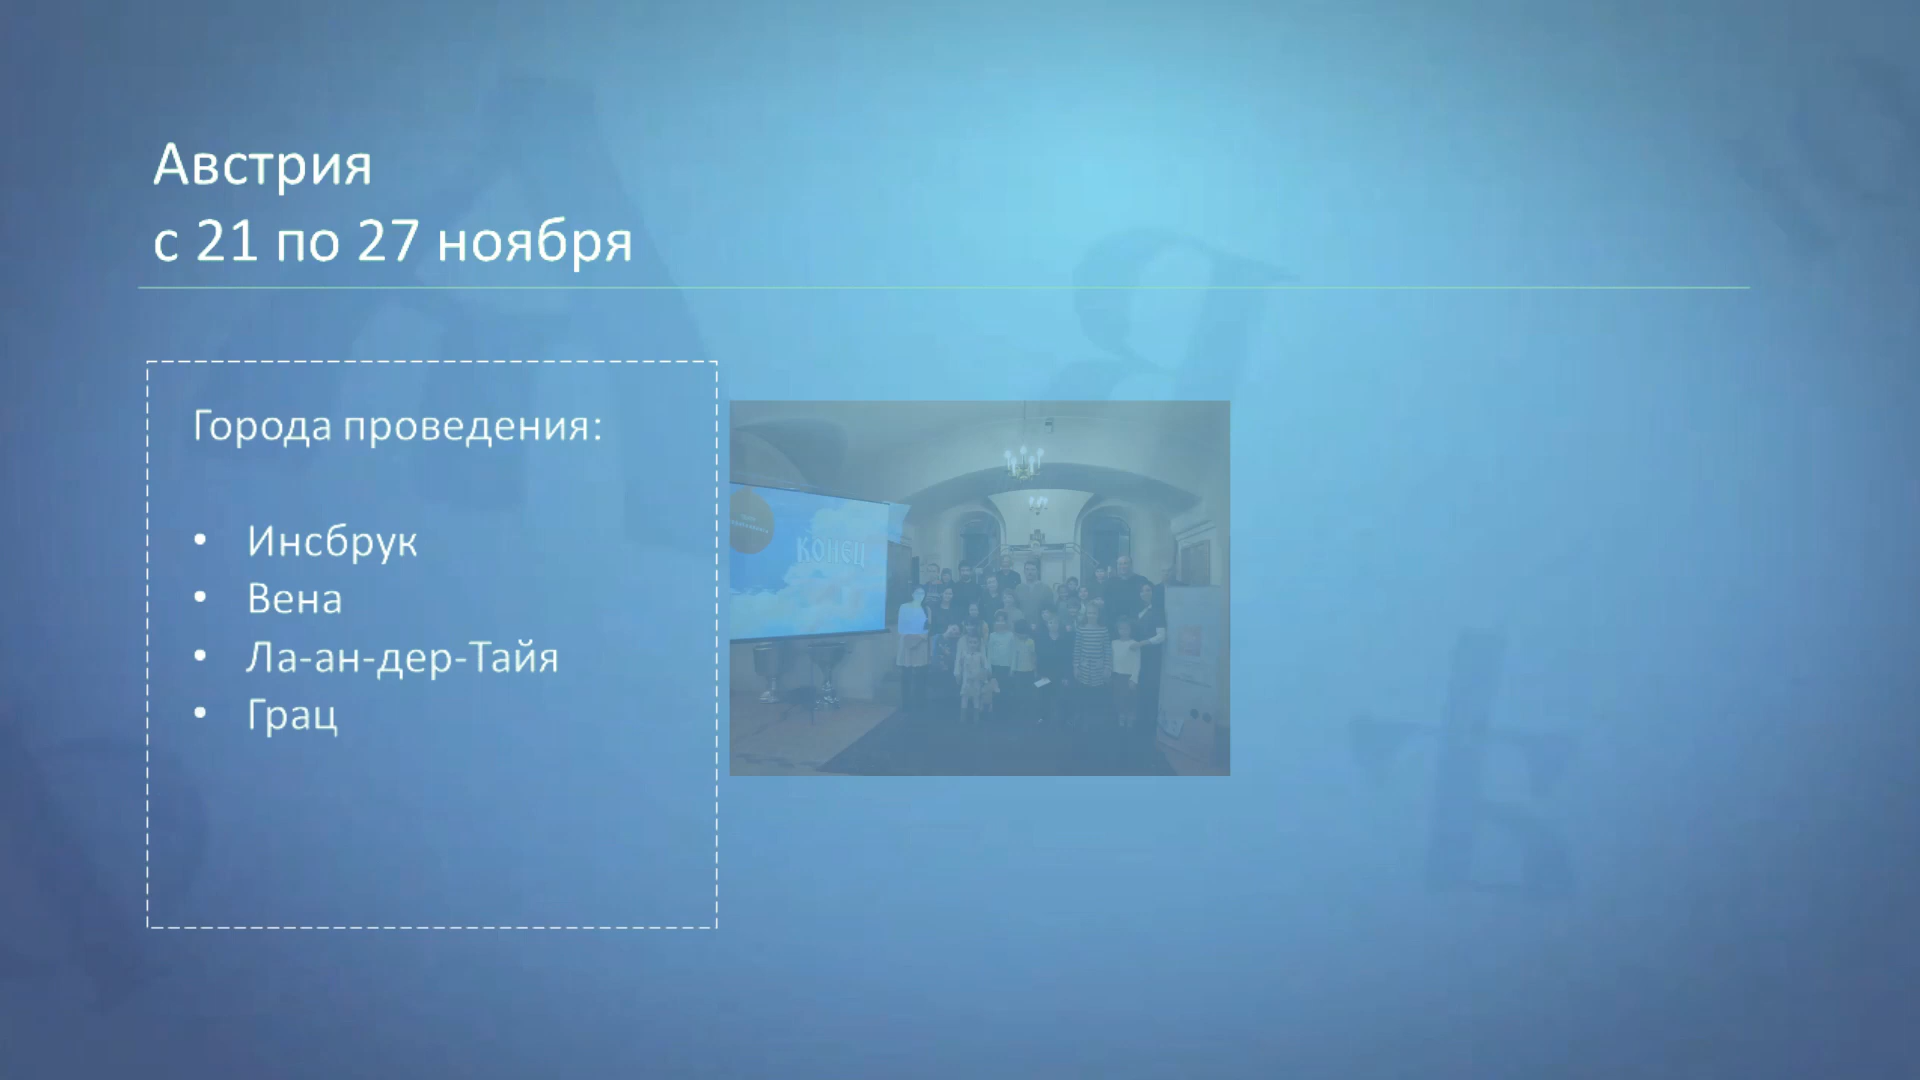 Австрия
с 21 по 27 ноября
Города проведения:
• Инсбрук
• Вена
• Ла-ан-дер-Тайя
• Грац
КОНЕЦ